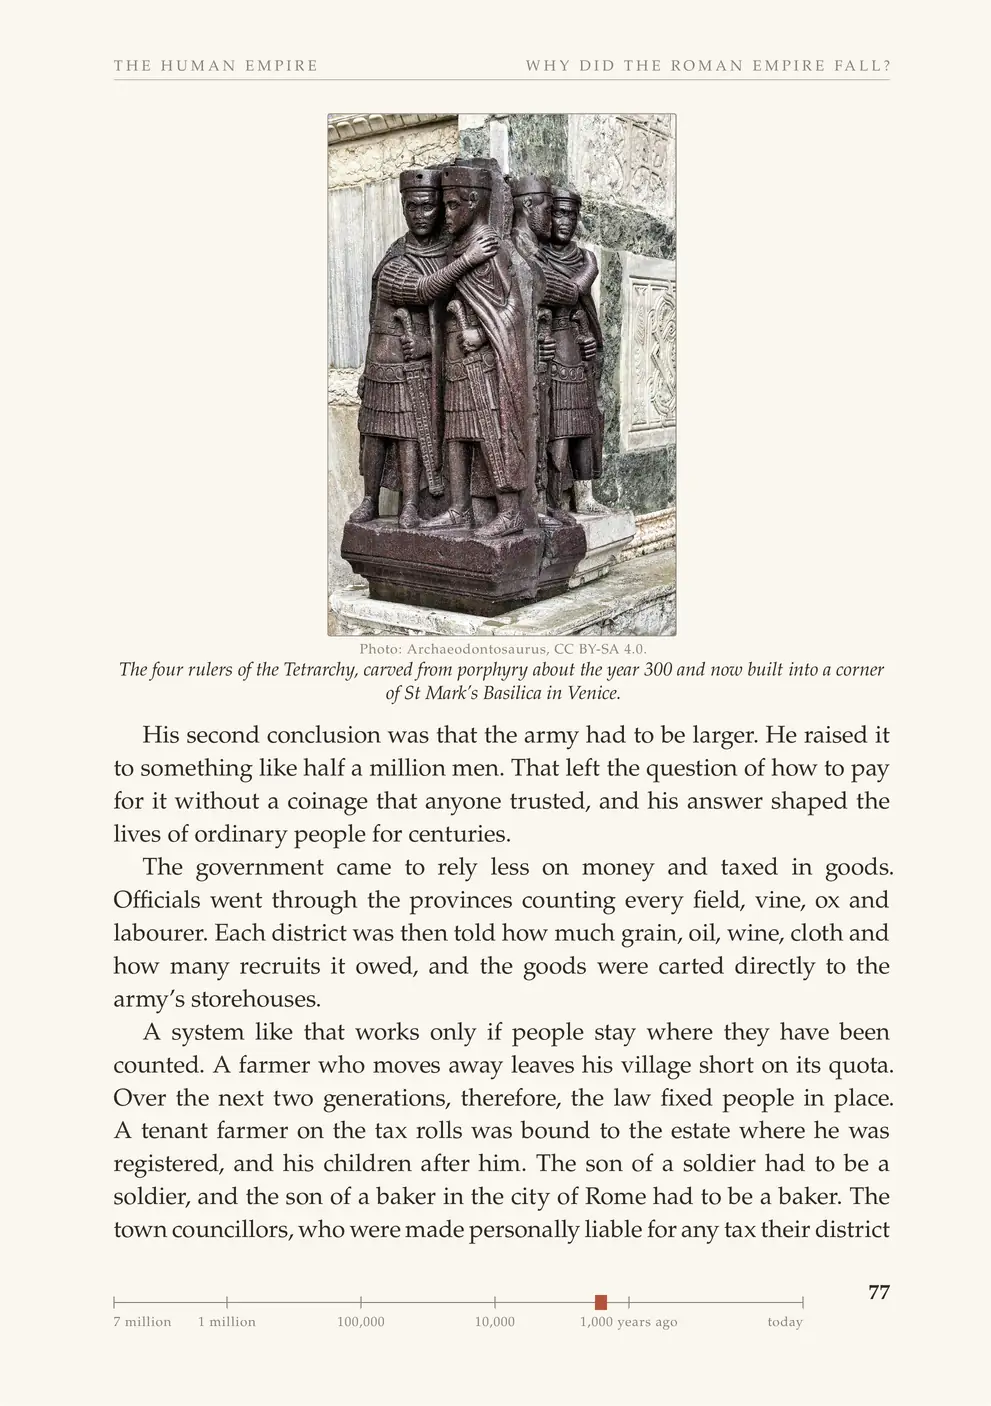 THE HUMAN EMPIRE
WHY DID THE ROMAN EMPIRE FALL?
Photo: Archaeodontosaurus, CC BY-SA 4.0.
The four rulers of the Tetrarchy, carved from porphyry about the year 300 and now built into a corner
of St Mark’s Basilica in Venice.
His second conclusion was that the army had to be larger. He raised it
to something like half a million men. That left the question of how to pay
for it without a coinage that anyone trusted, and his answer shaped the
lives of ordinary people for centuries.
The government came to rely less on money and taxed in goods.
Officials went through the provinces counting every field, vine, ox and
labourer. Each district was then told how much grain, oil, wine, cloth and
how many recruits it owed, and the goods were carted directly to the
army’s storehouses.
A system like that works only if people stay where they have been
counted. A farmer who moves away leaves his village short on its quota.
Over the next two generations, therefore, the law fixed people in place.
A tenant farmer on the tax rolls was bound to the estate where he was
registered, and his children after him. The son of a soldier had to be a
soldier, and the son of a baker in the city of Rome had to be a baker. The
town councillors, who were made personally liable for any tax their district
77
7 million 1 million 100,000 10,000 1,000 years ago today